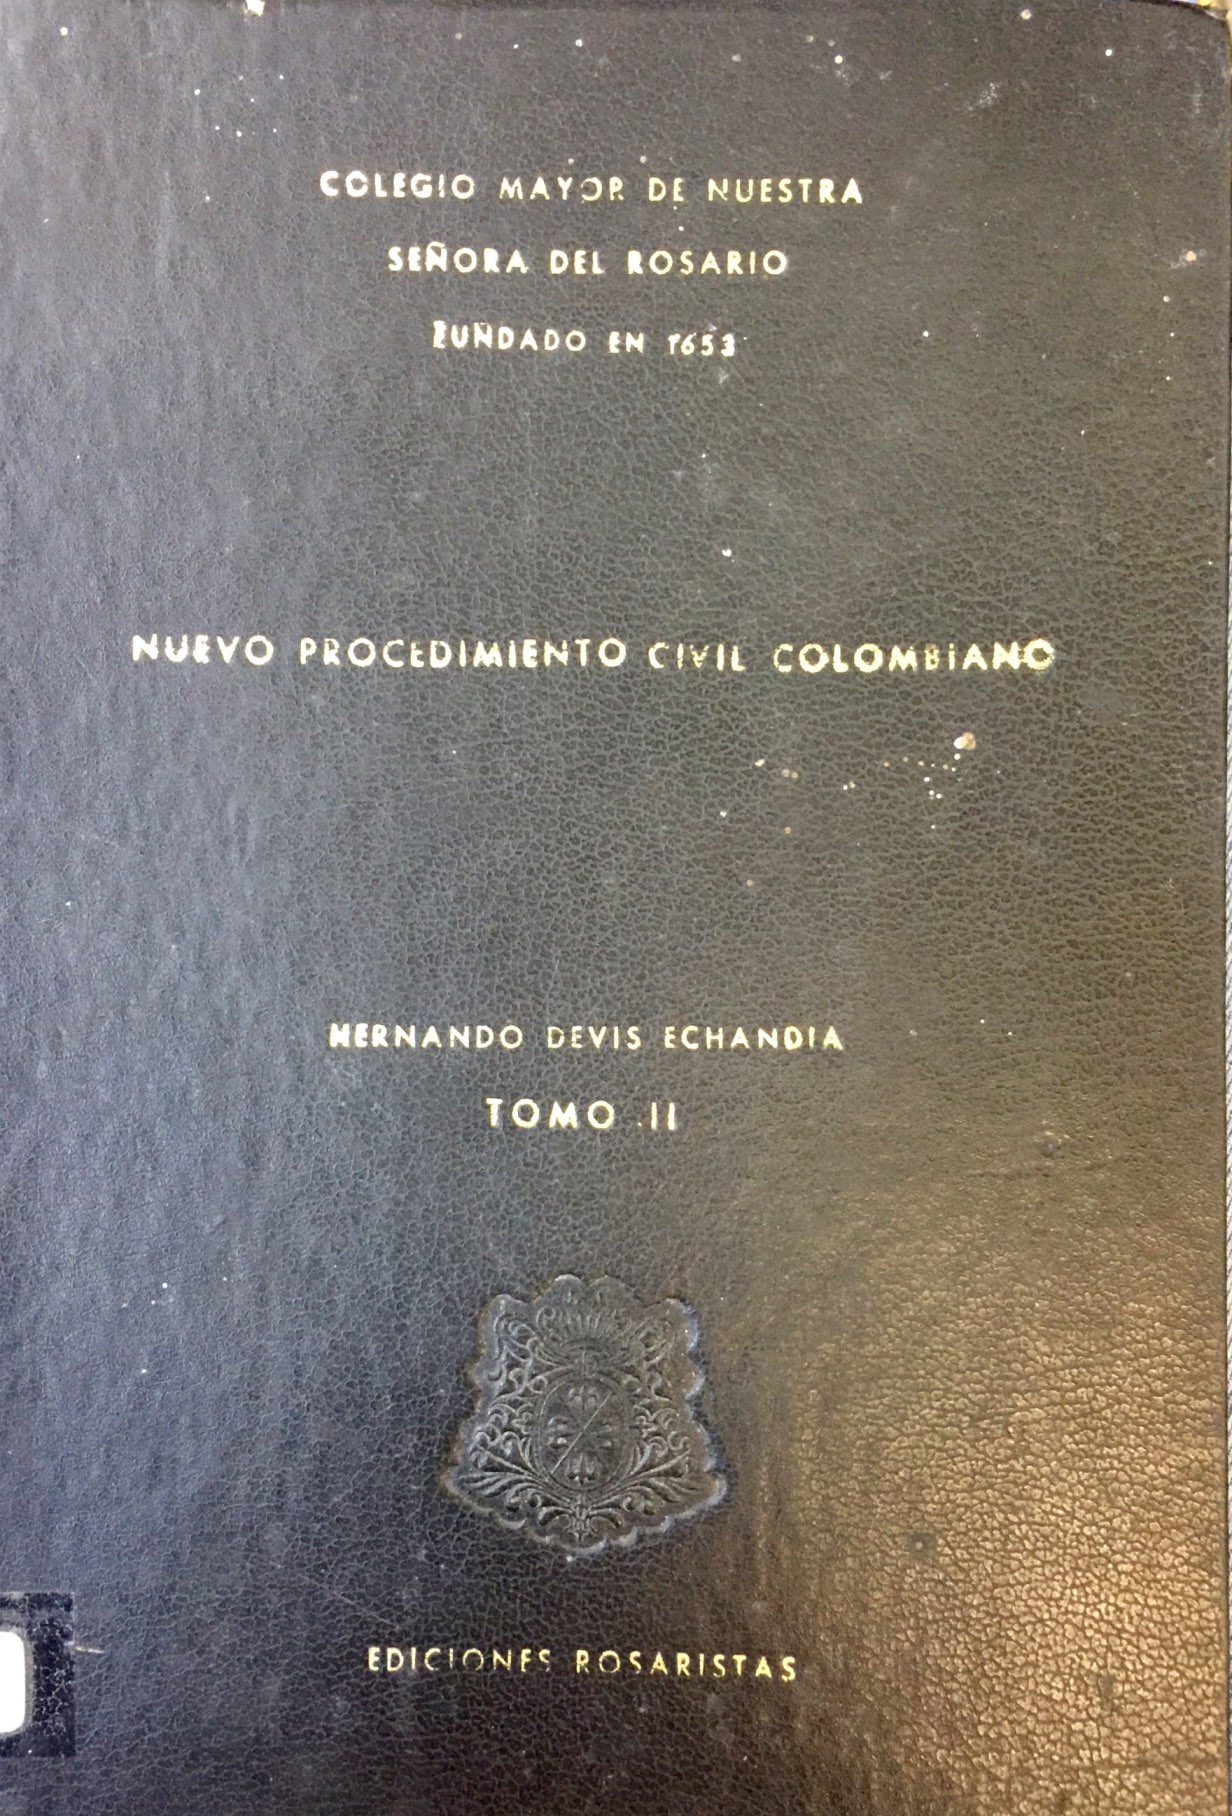 COLEGIO MAYOR DE NUESTRA
SEÑORA DEL ROSARIO
FUNDADO EN 1653
NUEVO PROCEDIMIENTO CIVIL COLOMBIANO
HERNANDO DEVIS ECHANDIA
TOMO II
EDICIONES ROSARISTAS